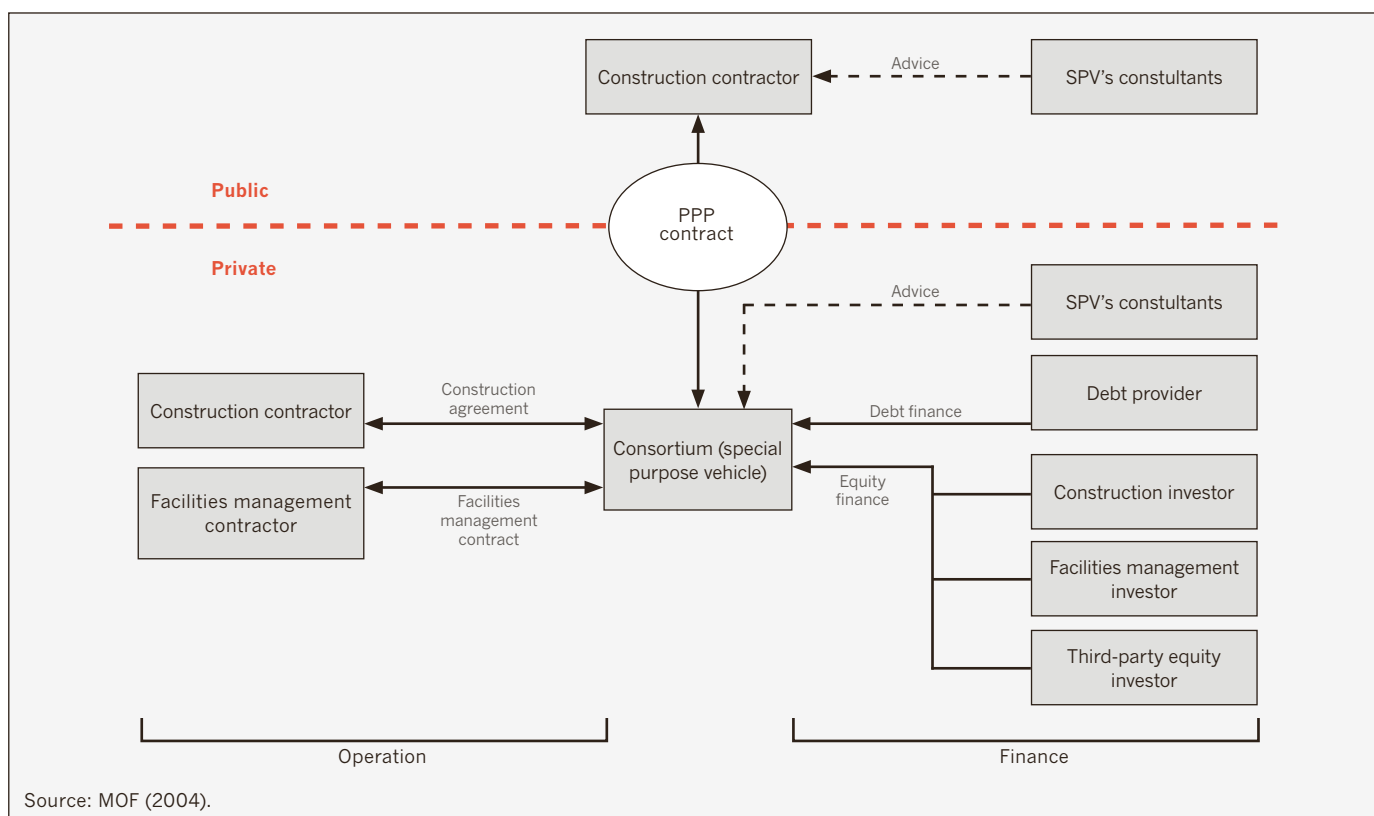 Construction contractor
Advice
SPV's constultants
Public
PPP
contract
Private
Advice
SPV's constultants
Construction contractor
Construction
agreement
Debt finance
Debt provider
Consortium (special
purpose vehicle)
Facilities management
contractor
Facilities
management
contract
Equity
finance
Construction investor
Facilities management
investor
Third-party equity
investor
Operation
Finance
Source: MOF (2004).